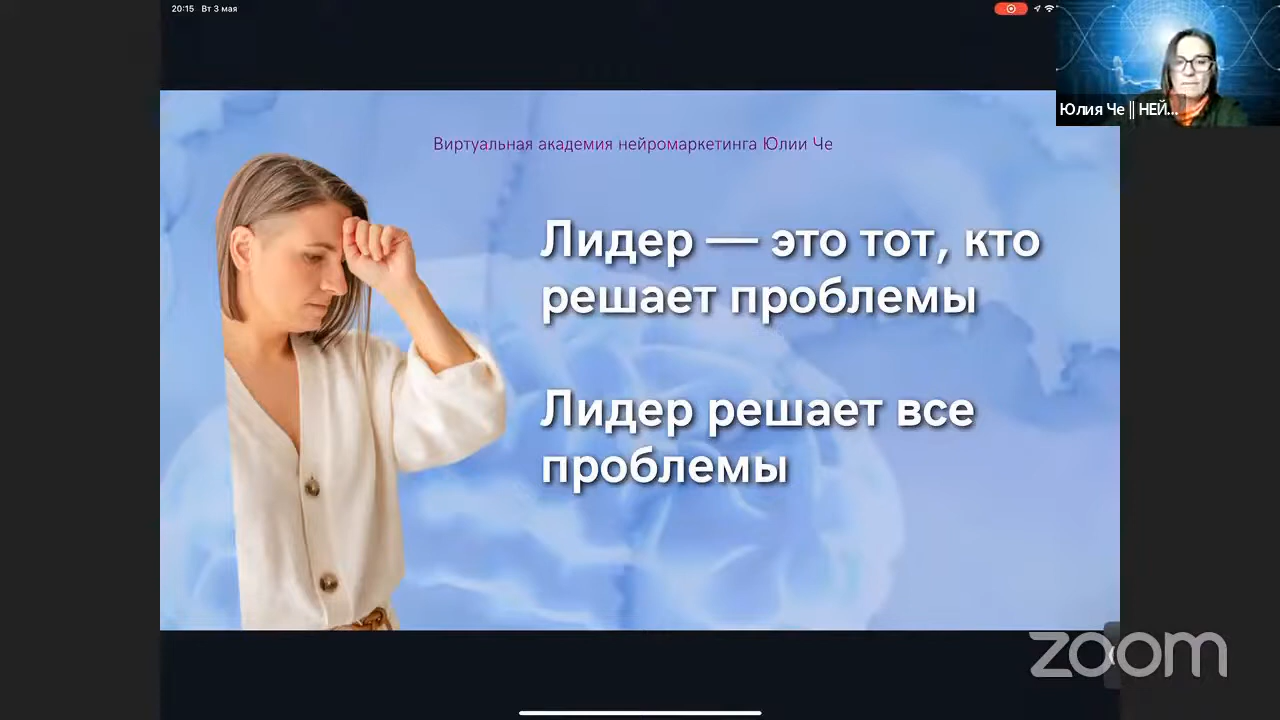 20:15 Вт 3 мая
Юлия Че || НЕЙ...
Виртуальная академия нейромаркетинга Юлии Че
Лидер — это тот, кто
решает проблемы
Лидер решает все
проблемы
zoom